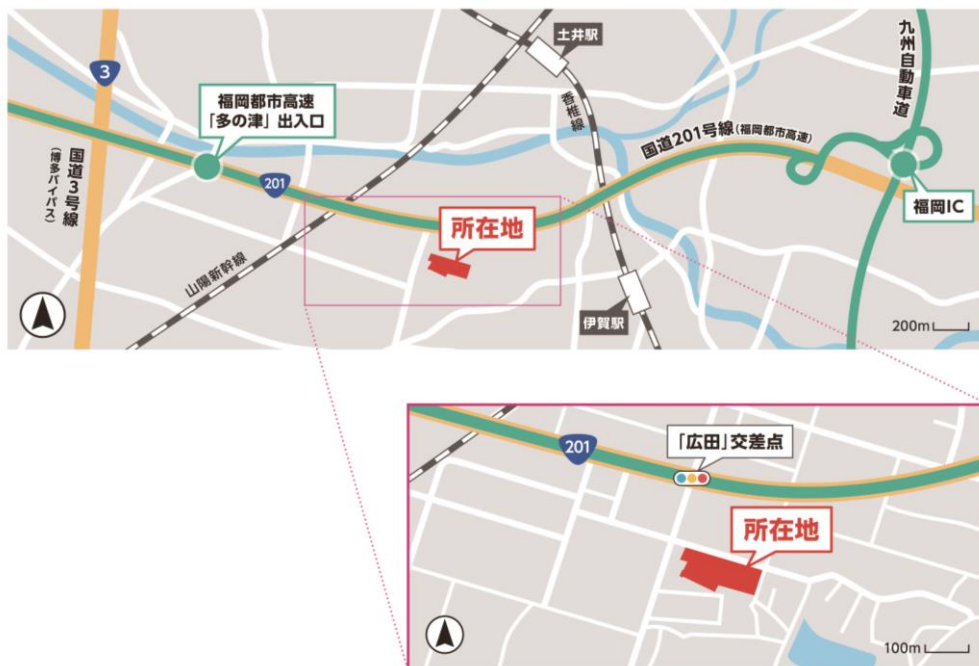 3
福岡都市高速
「多の津」出入口
国道3号線
（博多バイパス）
201
山陽新幹線
土井駅
香椎線
国道201号線（福岡都市高速）
九州自動車道
福岡IC
所在地
伊賀駅
200m
201
「広田」交差点
所在地
100m